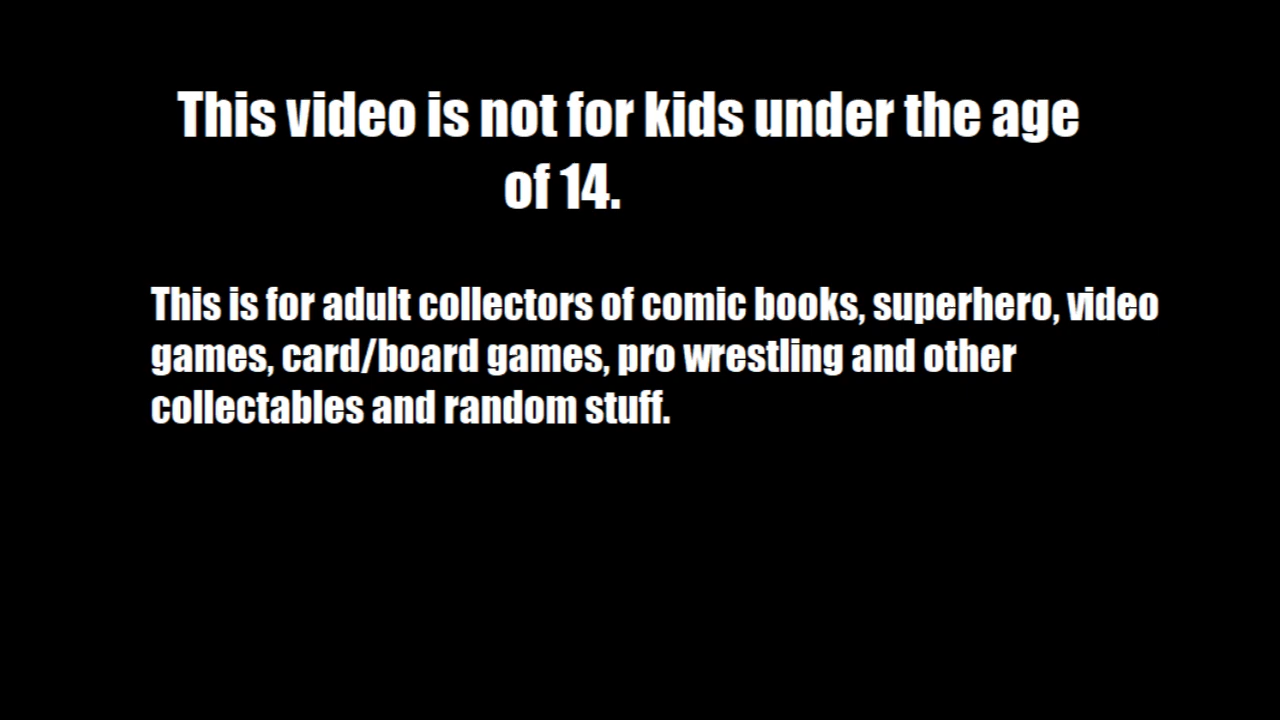 This video is not for kids under the age
of 14.
This is for adult collectors of comic books, superhero, video
games, card/board games, pro wrestling and other
collectables and random stuff.